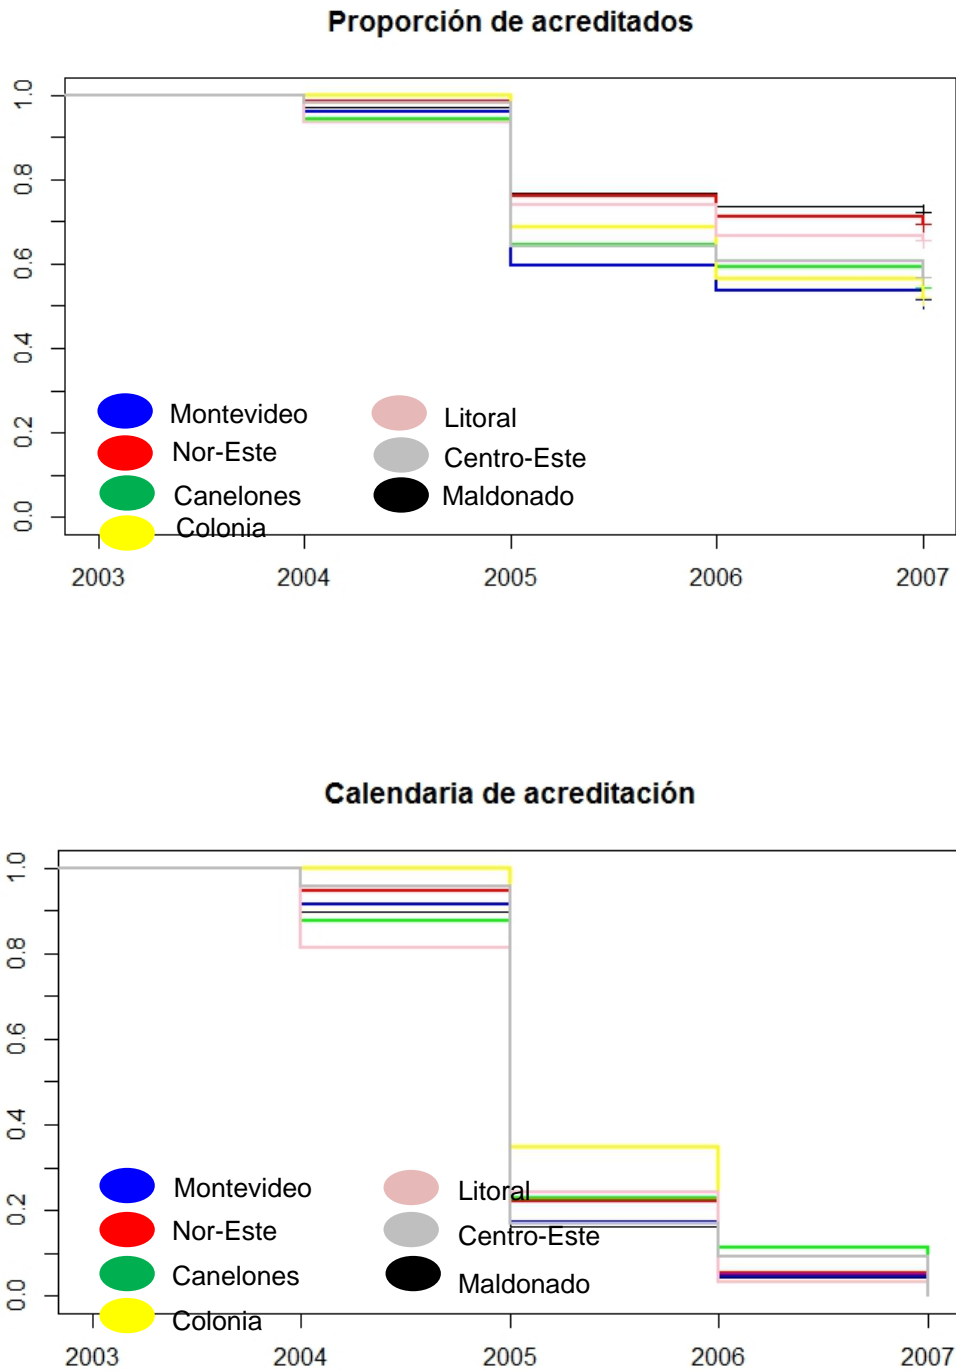 Proporción de acreditados
1.0
0.8
0.6
0.4
0.2
0.0
Montevideo
Nor-Este
Canelones
Colonia
Litoral
Centro-Este
Maldonado
2003 2004 2005 2006 2007
Calendaria de acreditación
1.0
0.8
0.6
0.4
0.2
0.0
Montevideo
Nor-Este
Canelones
Colonia
Litoral
Centro-Este
Maldonado
2003 2004 2005 2006 2007